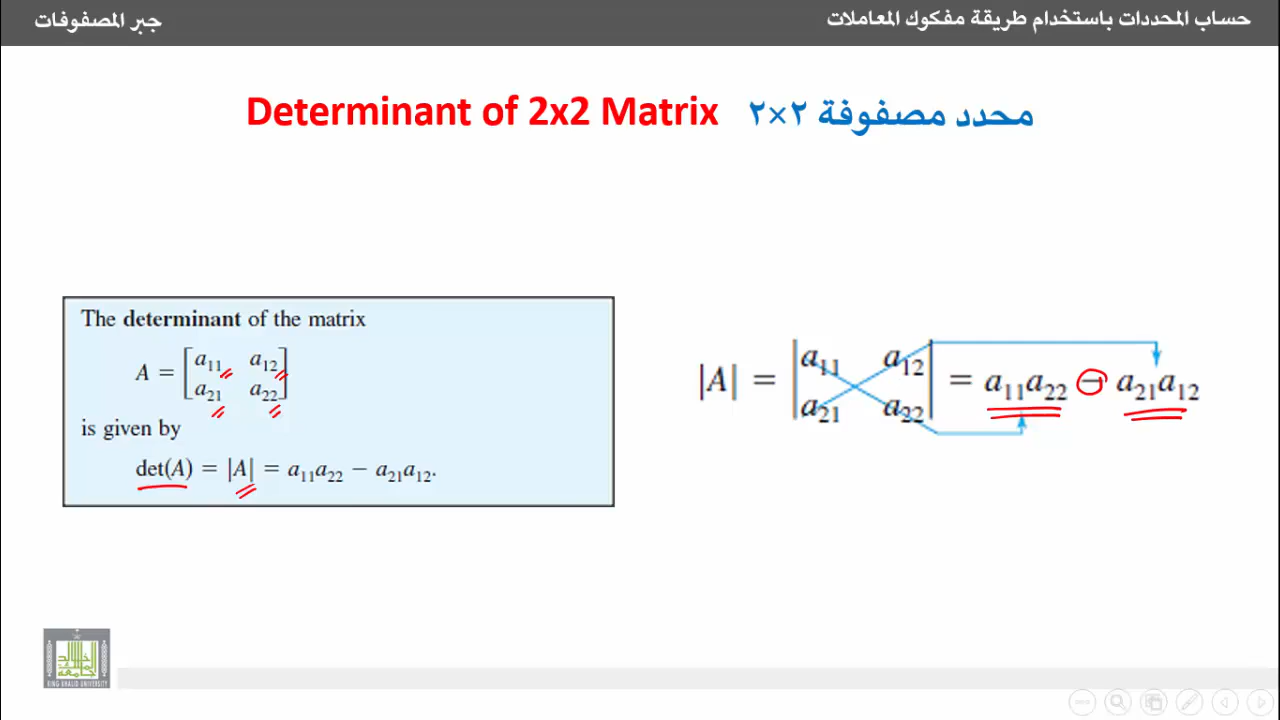 حساب المحددات باستخدام طريقة مفكوك المعاملات
جبر المصفوفات
Determinant of 2x2 Matrix محدد مصفوفة ٢×٢
The determinant of the matrix
A = [a11 a12
a21 a22]
is given by
det(A) = |A| = a11a22 − a21a12.
|A| = |a11 a12
a21 a22| = a11a22 − a21a12
KING KHALID UNIVERSITY